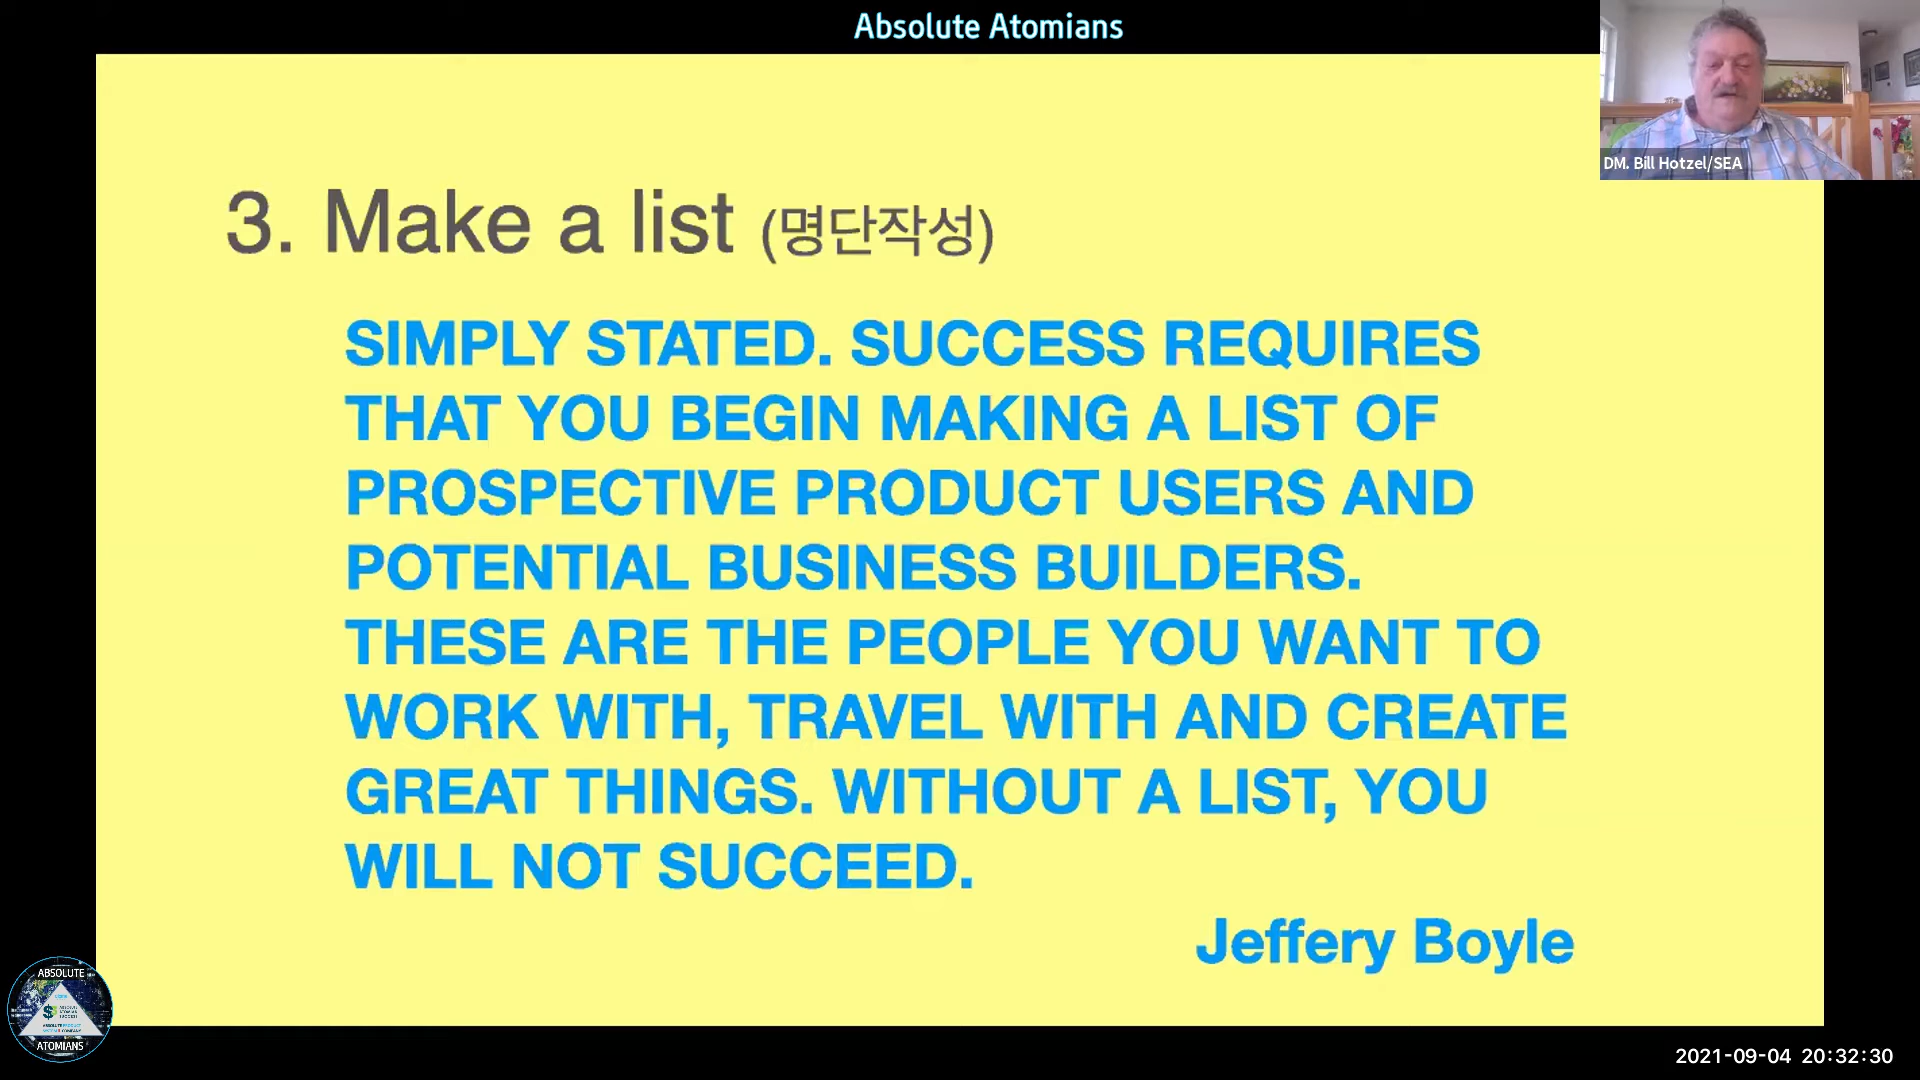 Absolute Atomians
DM. Bill Hotzel/SEA
3. Make a list (명단작성)
SIMPLY STATED. SUCCESS REQUIRES
THAT YOU BEGIN MAKING A LIST OF
PROSPECTIVE PRODUCT USERS AND
POTENTIAL BUSINESS BUILDERS.
THESE ARE THE PEOPLE YOU WANT TO
WORK WITH, TRAVEL WITH AND CREATE
GREAT THINGS. WITHOUT A LIST, YOU
WILL NOT SUCCEED.
Jeffery Boyle
ABSOLUTE
ATOMIANS
2021-09-04 20:32:30